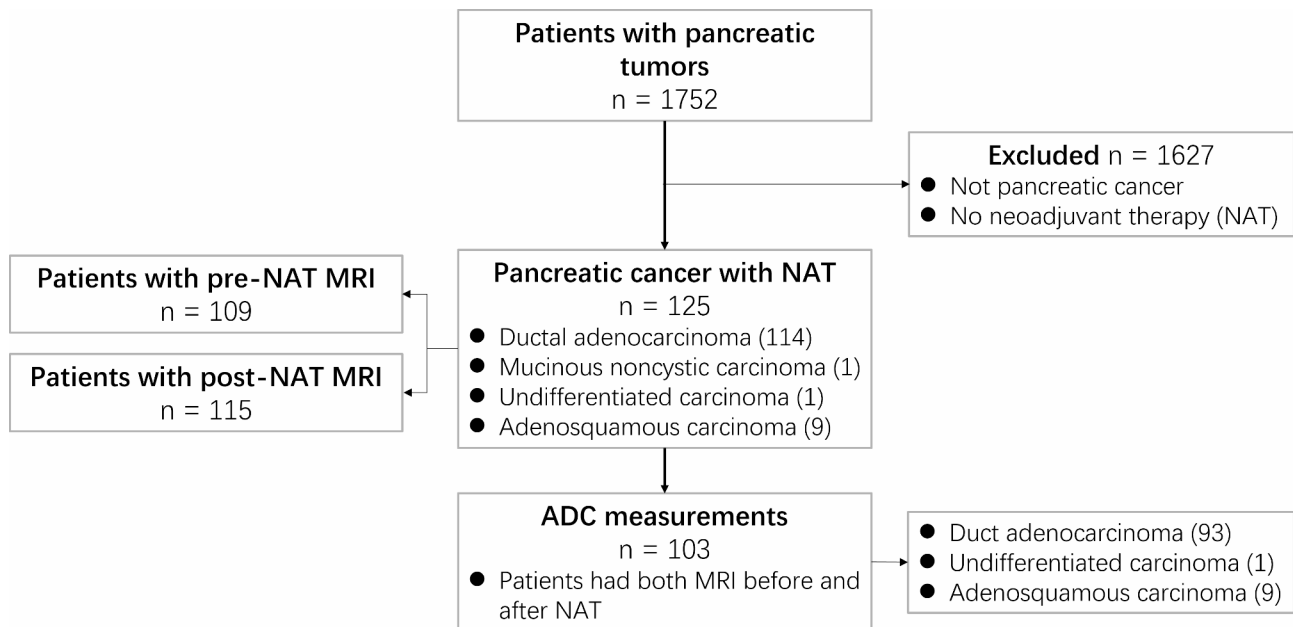 Patients with pancreatic
tumors
n = 1752
Excluded n = 1627
● Not pancreatic cancer
● No neoadjuvant therapy (NAT)
Patients with pre-NAT MRI
n = 109
Patients with post-NAT MRI
n = 115
Pancreatic cancer with NAT
n = 125
● Ductal adenocarcinoma (114)
● Mucinous noncystic carcinoma (1)
● Undifferentiated carcinoma (1)
● Adenosquamous carcinoma (9)
ADC measurements
n = 103
● Patients had both MRI before and
after NAT
● Duct adenocarcinoma (93)
● Undifferentiated carcinoma (1)
● Adenosquamous carcinoma (9)